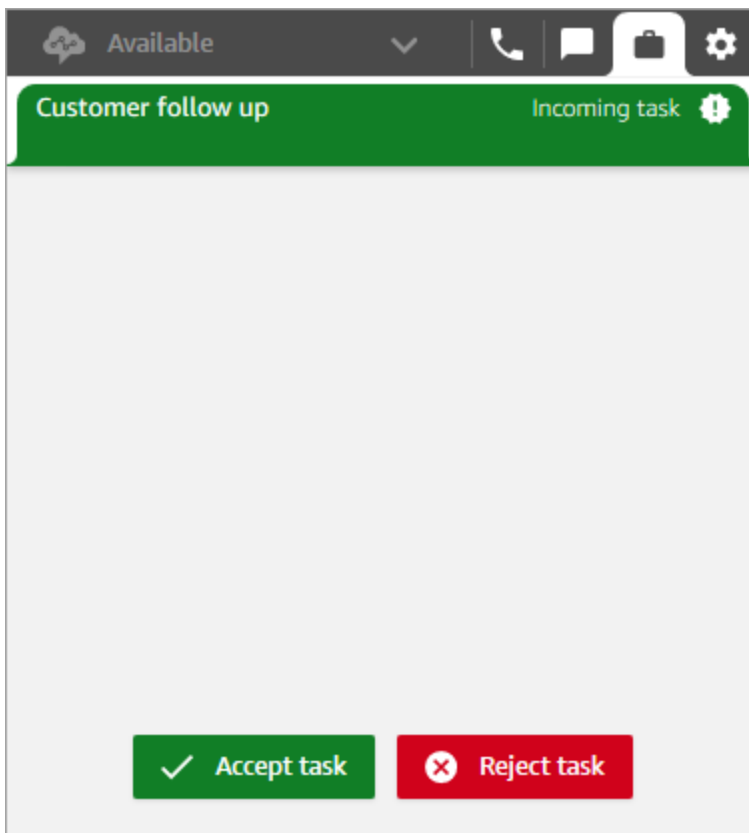 Available
Customer follow up Incoming task
Accept task Reject task